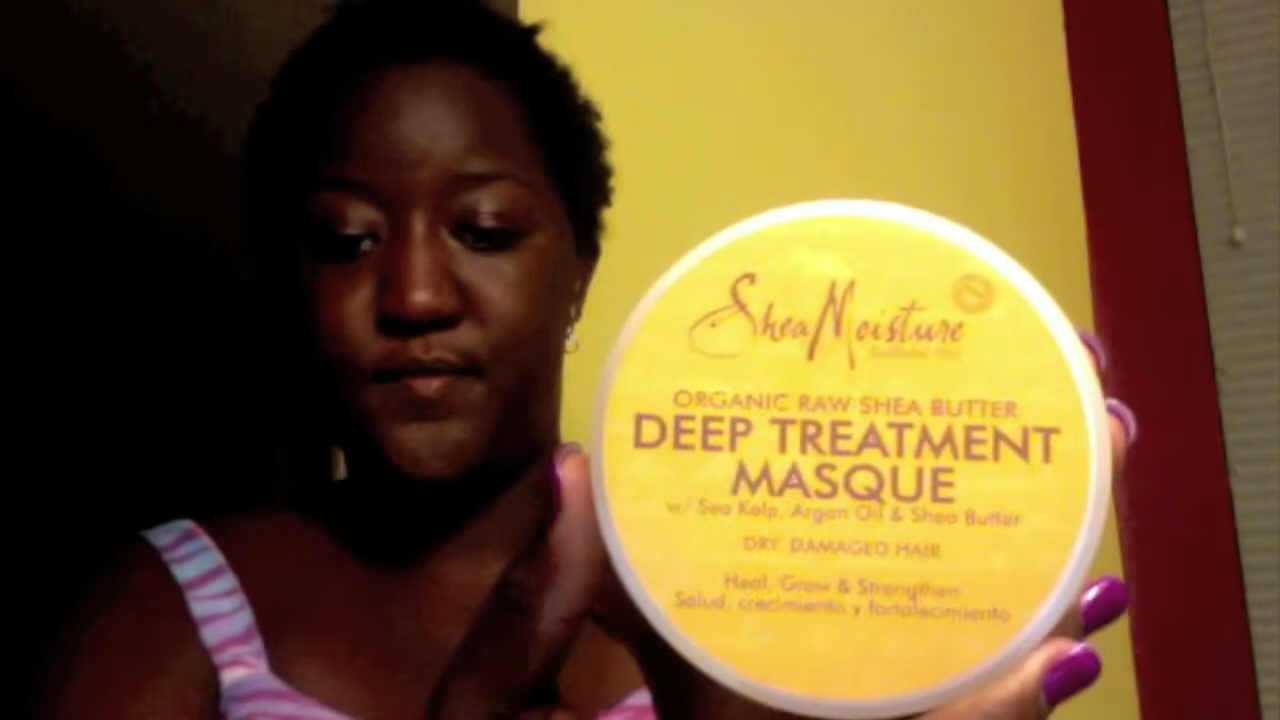 SheaMoisture
ORGANIC RAW SHEA BUTTER
DEEP TREATMENT
MASQUE
w/ Sea Kelp, Argan Oil & Shea Butter
DRY, DAMAGED HAIR
Heal, Grow & Strengthen
Salud, crecimiento y fortalecimiento